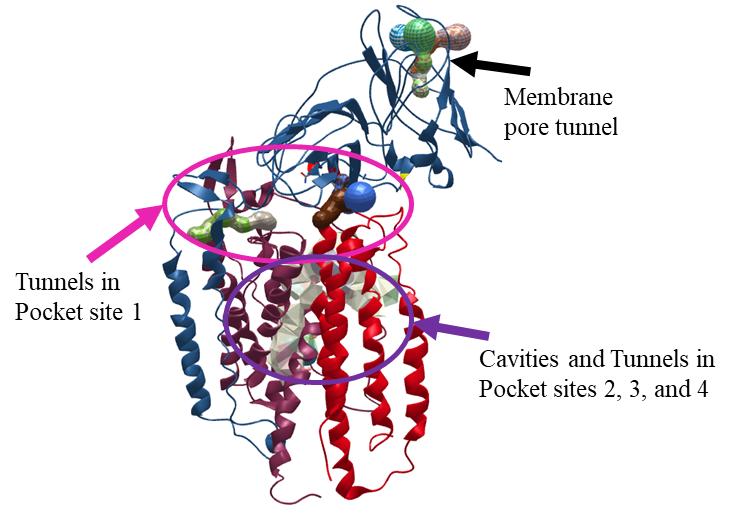 Membrane
pore tunnel
Tunnels in
Pocket site 1
Cavities and Tunnels in
Pocket sites 2, 3, and 4